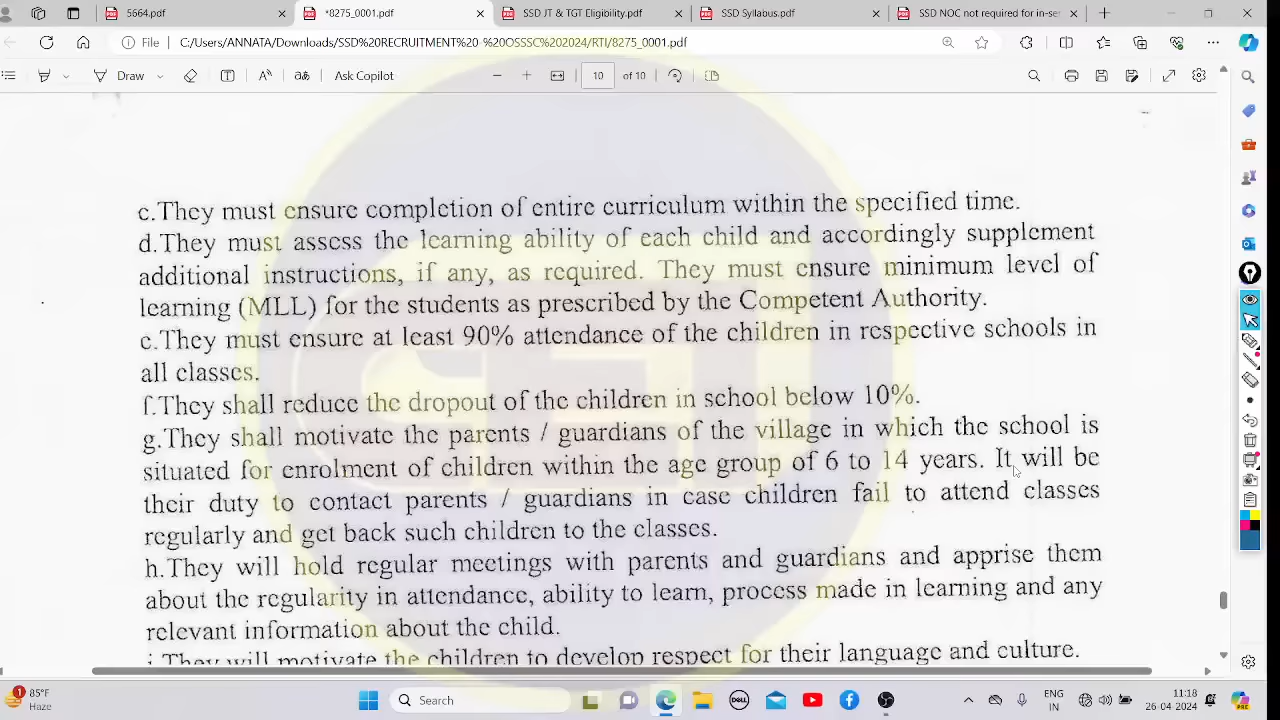 5664.pdf
*8275_0001.pdf
SSD JT & TGT Eligibility.pdf
SSD Syllabus.pdf
SSD NOC not required for in-se
File
C:/Users/ANNATA/Downloads/SSD%20RECRUITMENT%20-%20OSSSC%202024/RTI/8275_0001.pdf
Draw
Ask Copilot
10 of 10
c.They must ensure completion of entire curriculum within the specified time.
d.They must assess the learning ability of each child and accordingly supplement
additional instructions, if any, as required. They must ensure minimum level of
learning (MLL) for the students as prescribed by the Competent Authority.
e.They must ensure at least 90% attendance of the children in respective schools in
all classes.
f.They shall reduce the dropout of the children in school below 10%.
g.They shall motivate the parents / guardians of the village in which the school is
situated for enrolment of children within the age group of 6 to 14 years. It will be
their duty to contact parents / guardians in case children fail to attend classes
regularly and get back such children to the classes.
h.They will hold regular meetings with parents and guardians and apprise them
about the regularity in attendance, ability to learn, process made in learning and any
relevant information about the child.
i.They will motivate the children to develop respect for their language and culture.
1
85°F
Haze
Search
DELL
ENG
IN
11:18
26-04-2024